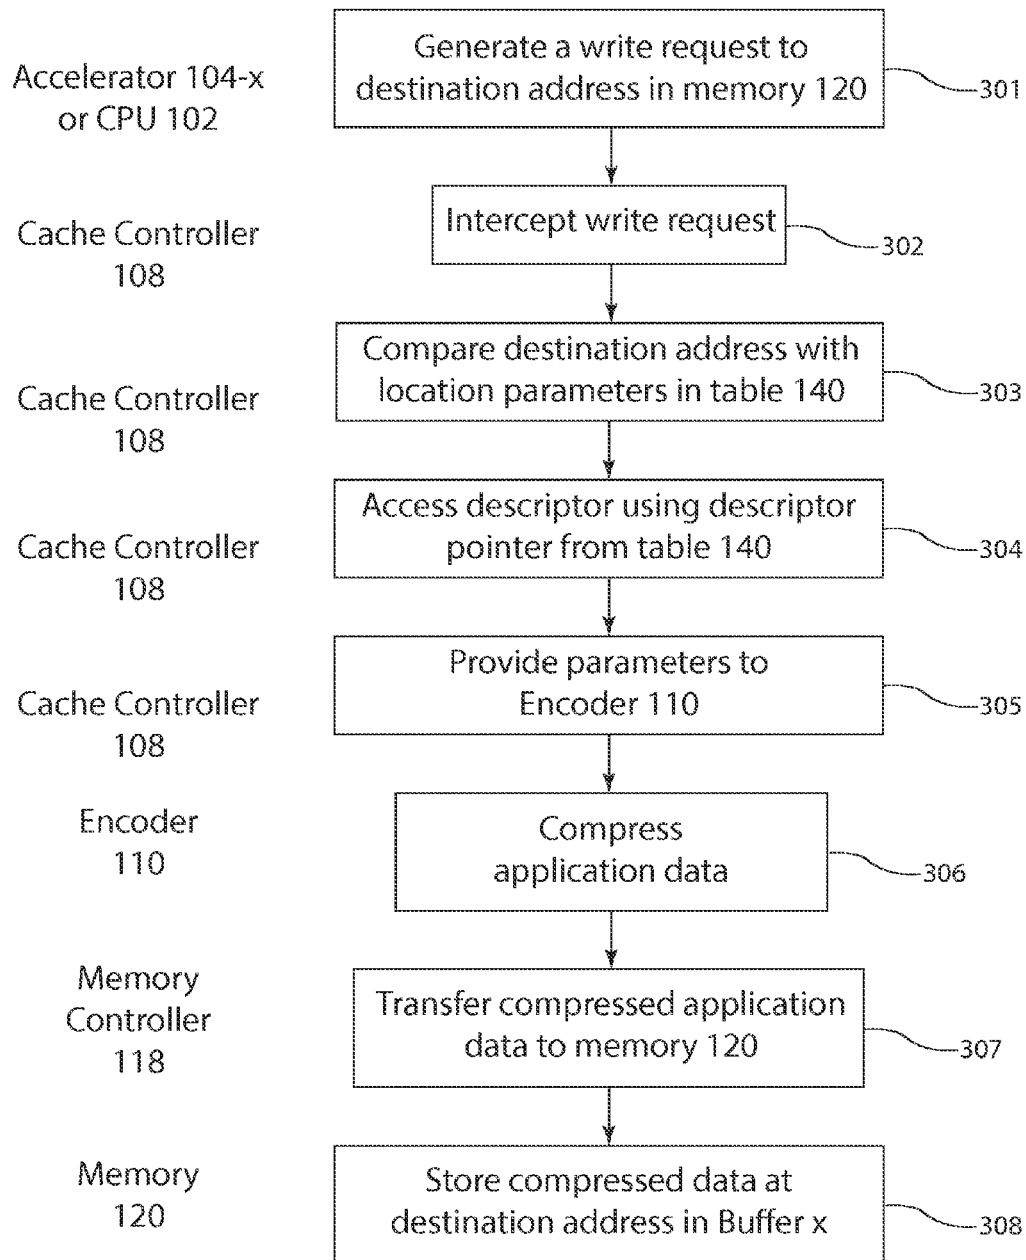 Accelerator 104-x
or CPU 102
Generate a write request to
destination address in memory 120
301
Cache Controller
108
Intercept write request
302
Cache Controller
108
Compare destination address with
location parameters in table 140
303
Cache Controller
108
Access descriptor using descriptor
pointer from table 140
304
Cache Controller
108
Provide parameters to
Encoder 110
305
Encoder
110
Compress
application data
306
Memory
Controller
118
Transfer compressed application
data to memory 120
307
Memory
120
Store compressed data at
destination address in Buffer x
308